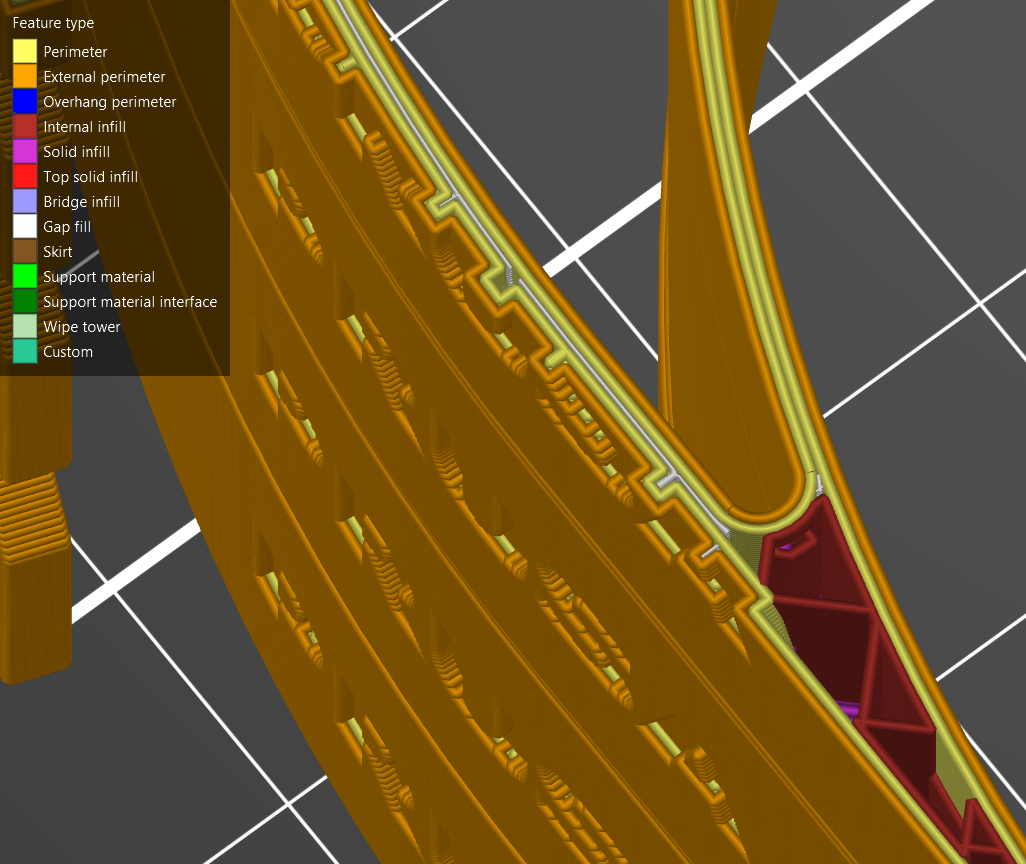 Feature type
Perimeter
External perimeter
Overhang perimeter
Internal infill
Solid infill
Top solid infill
Bridge infill
Gap fill
Skirt
Support material
Support material interface
Wipe tower
Custom